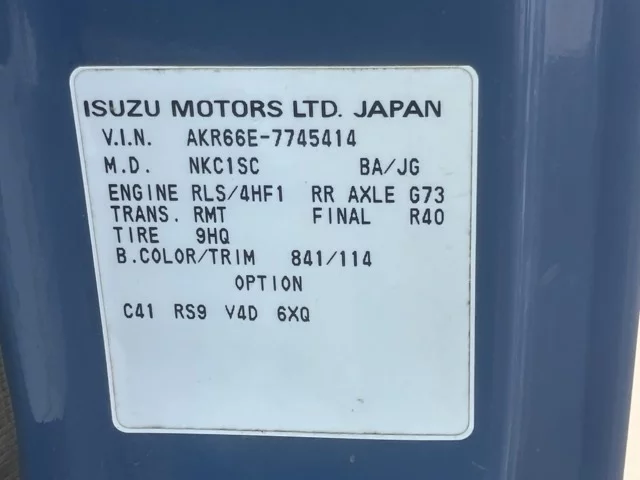 ISUZU MOTORS LTD. JAPAN
V.I.N. AKR66E-7745414
M.D. NKC1SC BA/JG
ENGINE RLS/4HF1 RR AXLE G73
TRANS. RMT FINAL R40
TIRE 9HQ
B.COLOR/TRIM 841/114
OPTION
C41 RS9 V4D 6XQ